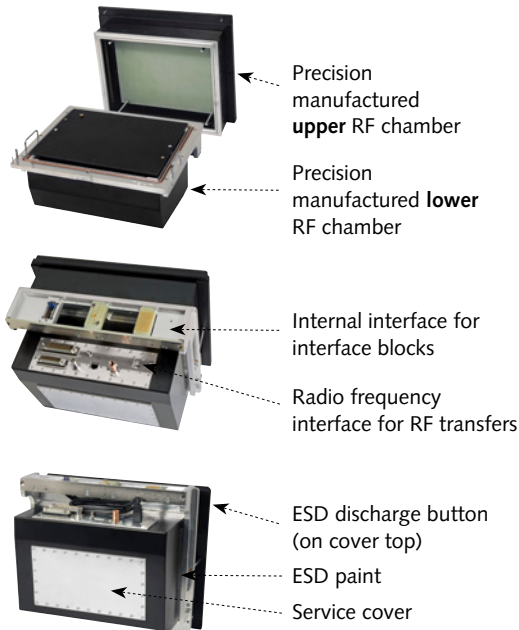 Precision
manufactured
upper RF chamber
Precision
manufactured lower
RF chamber
Internal interface for
interface blocks
Radio frequency
interface for RF transfers
ESD discharge button
(on cover top)
ESD paint
Service cover